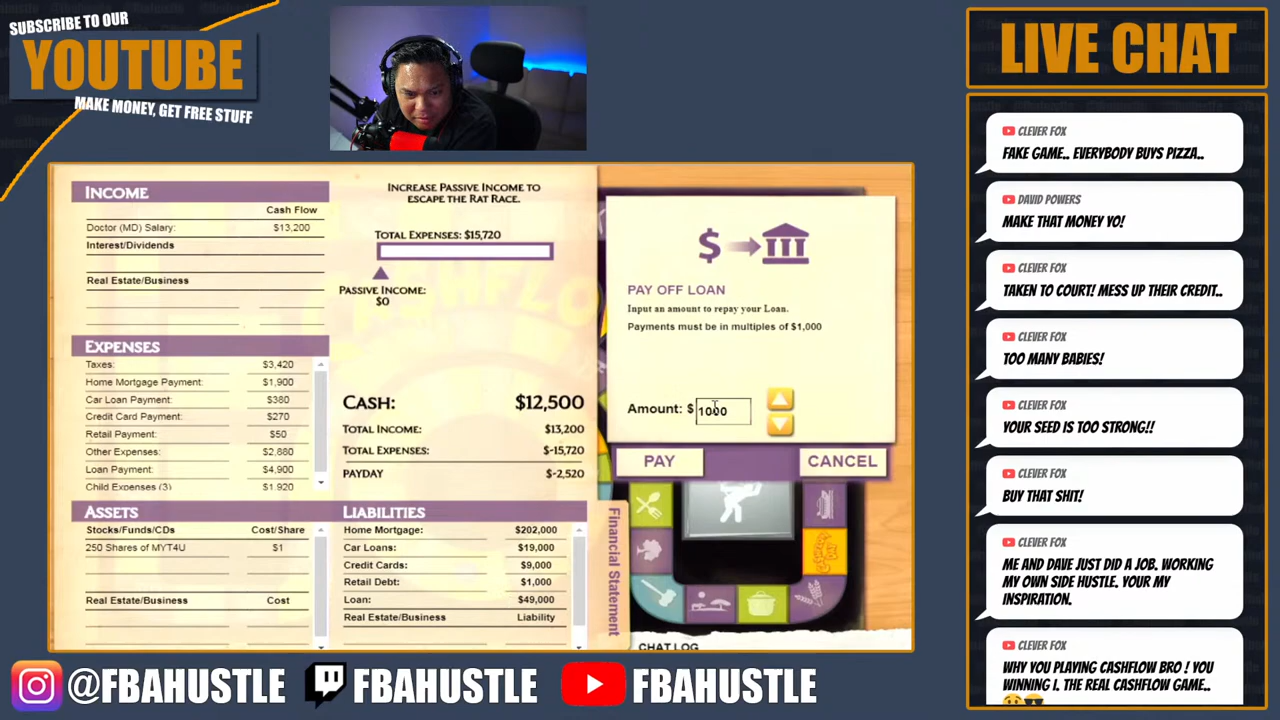 SUBSCRIBE TO OUR
YOUTUBE
MAKE MONEY, GET FREE STUFF
INCOME
Cash Flow
Doctor (MD) Salary: $13,200
Interest/Dividends
Real Estate/Business
EXPENSES
Taxes: $3,420
Home Mortgage Payment: $1,900
Car Loan Payment: $380
Credit Card Payment: $270
Retail Payment: $50
Other Expenses: $2,880
Loan Payment: $4,900
Child Expenses (3) $1,920
ASSETS
Stocks/Funds/CDs Cost/Share
250 Shares of MYT4U $1
Real Estate/Business Cost
INCREASE PASSIVE INCOME TO
ESCAPE THE RAT RACE.
TOTAL EXPENSES: $15,720
PASSIVE INCOME:
$0
CASH: $12,500
TOTAL INCOME: $13,200
TOTAL EXPENSES: $-15,720
PAYDAY $-2,520
LIABILITIES
Home Mortgage: $202,000
Car Loans: $19,000
Credit Cards: $9,000
Retail Debt: $1,000
Loan: $49,000
Real Estate/Business Liability
Financial Statement
$
PAY OFF LOAN
Input an amount to repay your Loan.
Payments must be in multiples of $1,000
Amount: $ 1000
PAY
CANCEL
CHAT LOG
LIVE CHAT
CLEVER FOX
FAKE GAME.. EVERYBODY BUYS PIZZA..
DAVID POWERS
MAKE THAT MONEY YO!
CLEVER FOX
TAKEN TO COURT! MESS UP THEIR CREDIT..
CLEVER FOX
TOO MANY BABIES!
CLEVER FOX
YOUR SEED IS TOO STRONG!!
CLEVER FOX
BUY THAT SHIT!
CLEVER FOX
ME AND DAVE JUST DID A JOB. WORKING
MY OWN SIDE HUSTLE. YOUR MY
INSPIRATION.
CLEVER FOX
WHY YOU PLAYING CASHFLOW BRO ! YOU
WINNING I. THE REAL CASHFLOW GAME..
@FBAHUSTLE
FBAHUSTLE
FBAHUSTLE